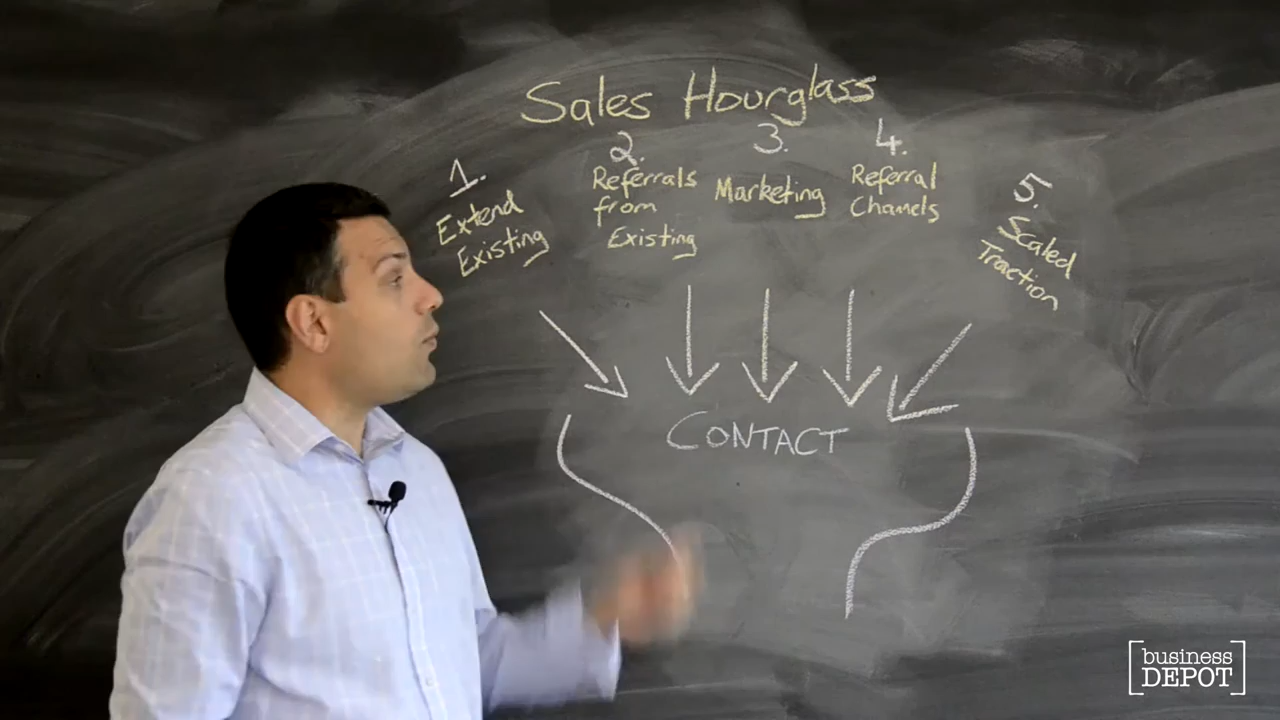 Sales Hourglass
1.
Extend
Existing
2.
Referrals
from
Existing
3.
Marketing
4.
Referral
Channels
5.
Scaled
Traction
CONTACT
[business
DEPOT]